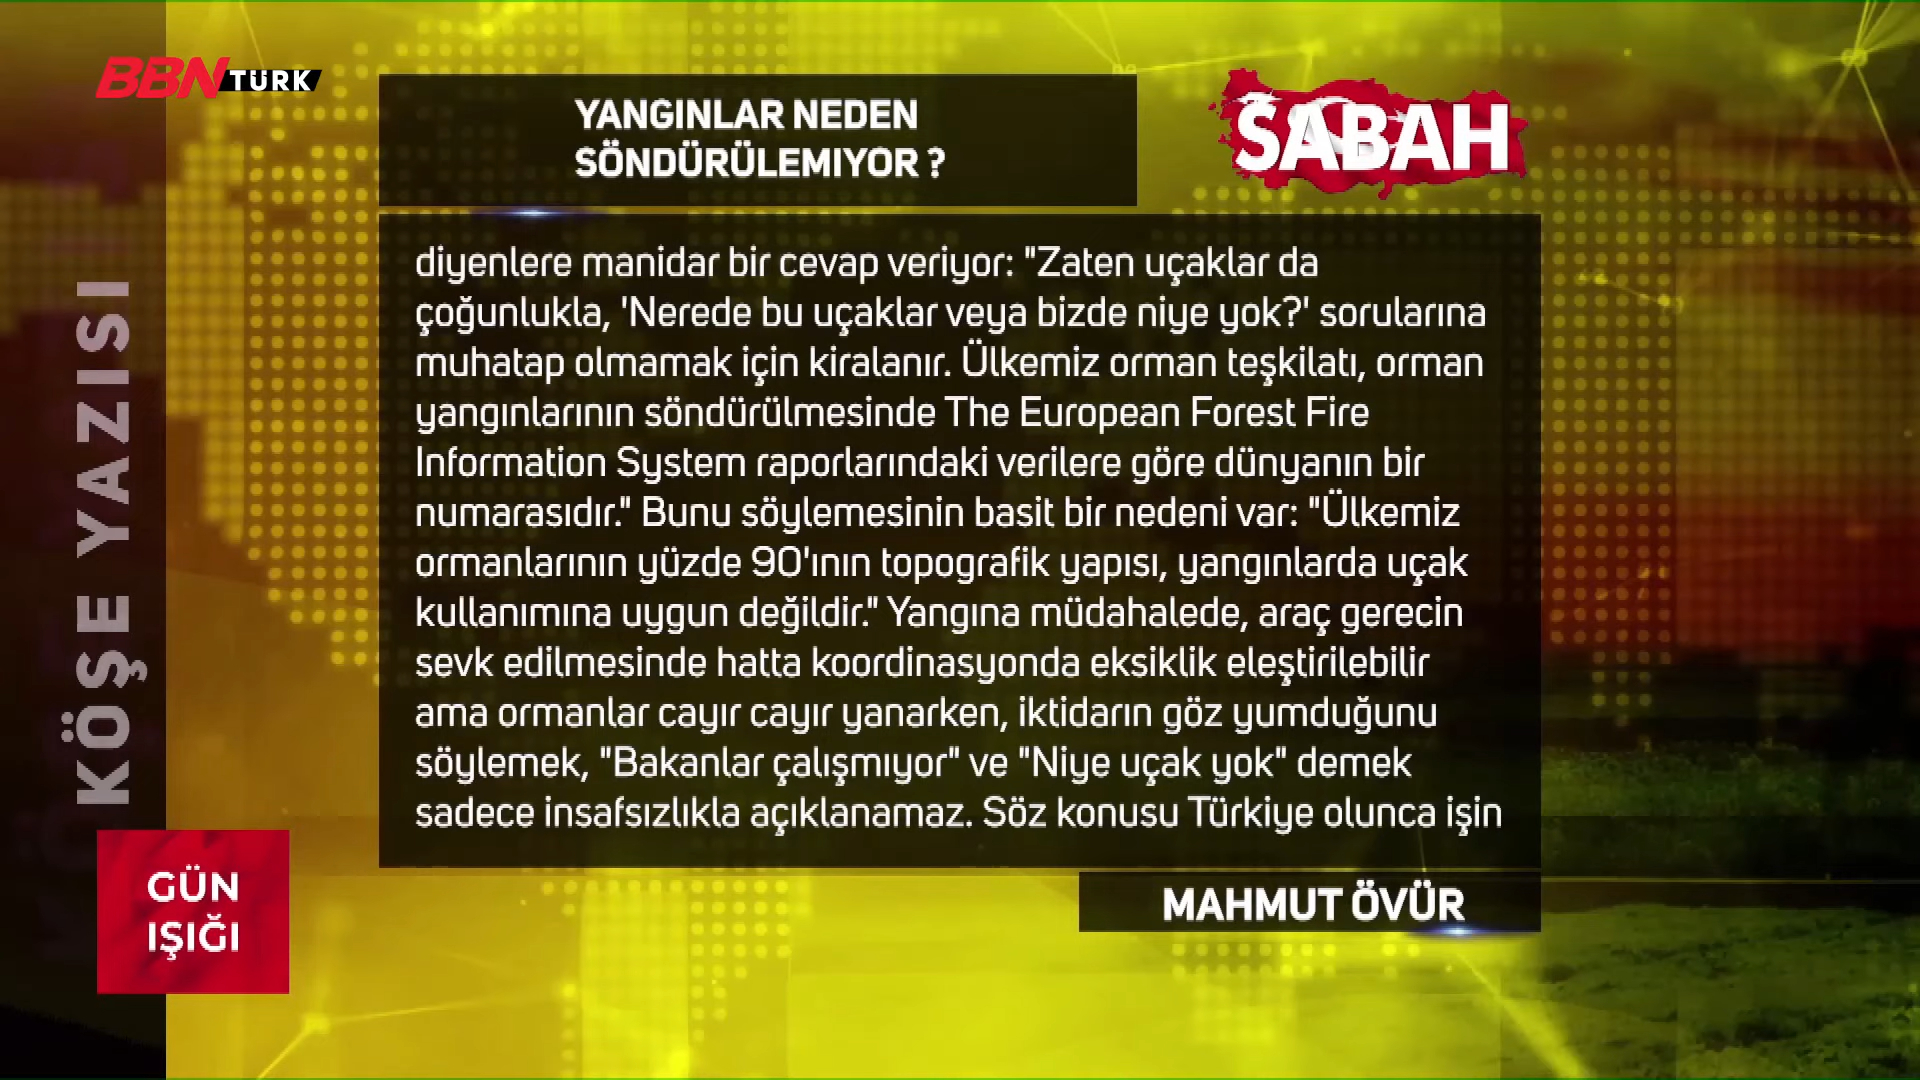 BBN TÜRK
YANGINLAR NEDEN
SÖNDÜRÜLEMIYOR ?
SABAH
diyenlere manidar bir cevap veriyor: "Zaten uçaklar da
çoğunlukla, 'Nerede bu uçaklar veya bizde niye yok?' sorularına
muhatap olmamak için kiralanır. Ülkemiz orman teşkilatı, orman
yangınlarının söndürülmesinde The European Forest Fire
Information System raporlarındaki verilere göre dünyanın bir
numarasıdır." Bunu söylemesinin basit bir nedeni var: "Ülkemiz
ormanlarının yüzde 90'ının topografik yapısı, yangınlarda uçak
kullanımına uygun değildir." Yangına müdahalede, araç gerecin
sevk edilmesinde hatta koordinasyonda eksiklik eleştirilebilir
ama ormanlar cayır cayır yanarken, iktidarın göz yumduğunu
söylemek, "Bakanlar çalışmıyor" ve "Niye uçak yok" demek
sadece insafsızlıkla açıklanamaz. Söz konusu Türkiye olunca işin
MAHMUT ÖVÜR
KÖŞE YAZISI
GÜN
IŞIĞI